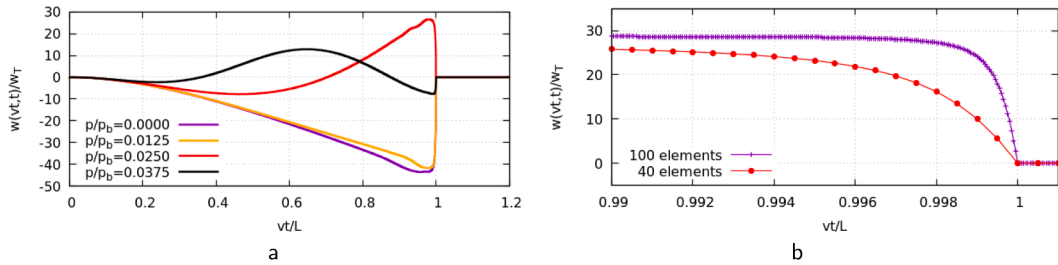 w(vt,t)/w_T
30
20
10
0
-10
-20
-30
-40
-50
p/p_b=0.0000
p/p_b=0.0125
p/p_b=0.0250
p/p_b=0.0375
0 0.2 0.4 0.6 0.8 1 1.2
vt/L
a
w(vt,t)/w_T
30
20
10
0
100 elements
40 elements
0.99 0.992 0.994 0.996 0.998 1
vt/L
b